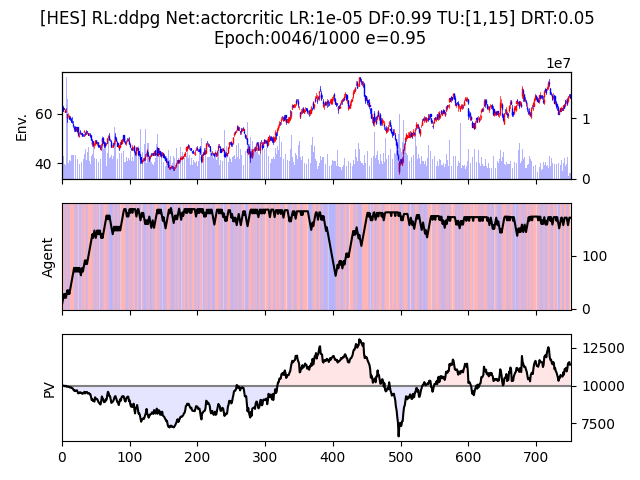 [HES] RL:ddpg Net:actorcritic LR:1e-05 DF:0.99 TU:[1,15] DRT:0.05
Epoch:0046/1000 e=0.95
1e7
Env.
60
40
1
0
Agent
100
0
PV
12500
10000
7500
0 100 200 300 400 500 600 700